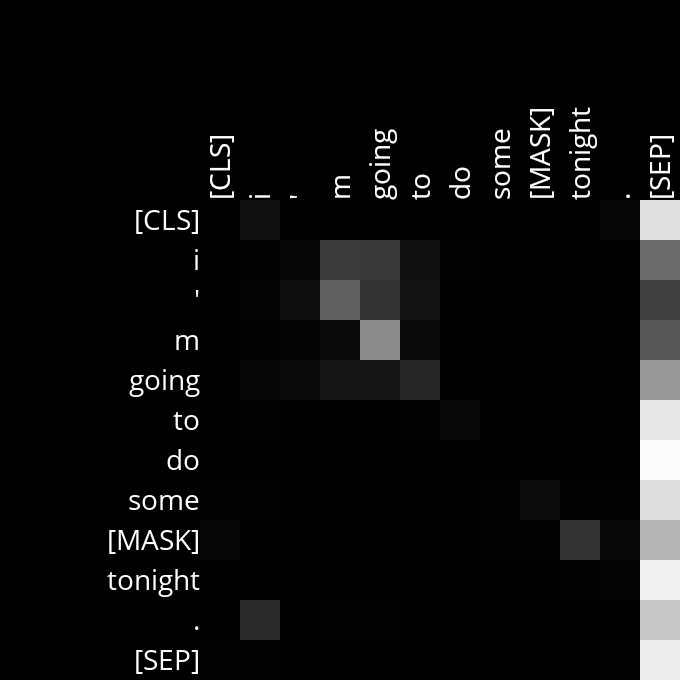 [CLS] i ' m going to do some [MASK] tonight . [SEP]
[CLS]
i
'
m
going
to
do
some
[MASK]
tonight
.
[SEP]